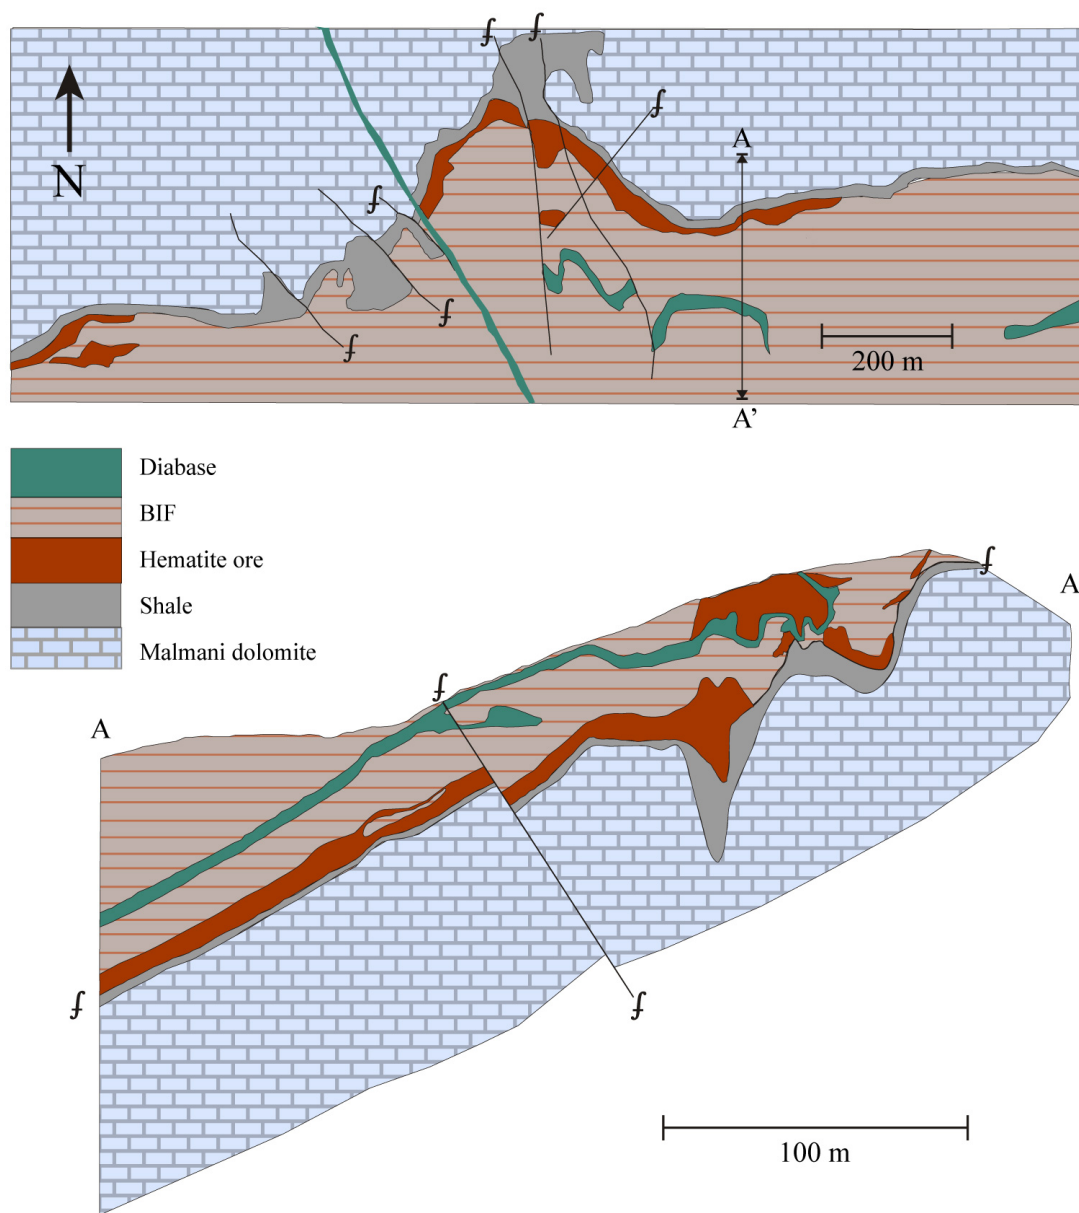 ƒ ƒ
ƒ
A
N
ƒ
ƒ
200 m
ƒ
A’
Diabase
BIF
Hematite ore
Shale
Malmani dolomite
ƒ
A
ƒ
A
ƒ
ƒ
100 m